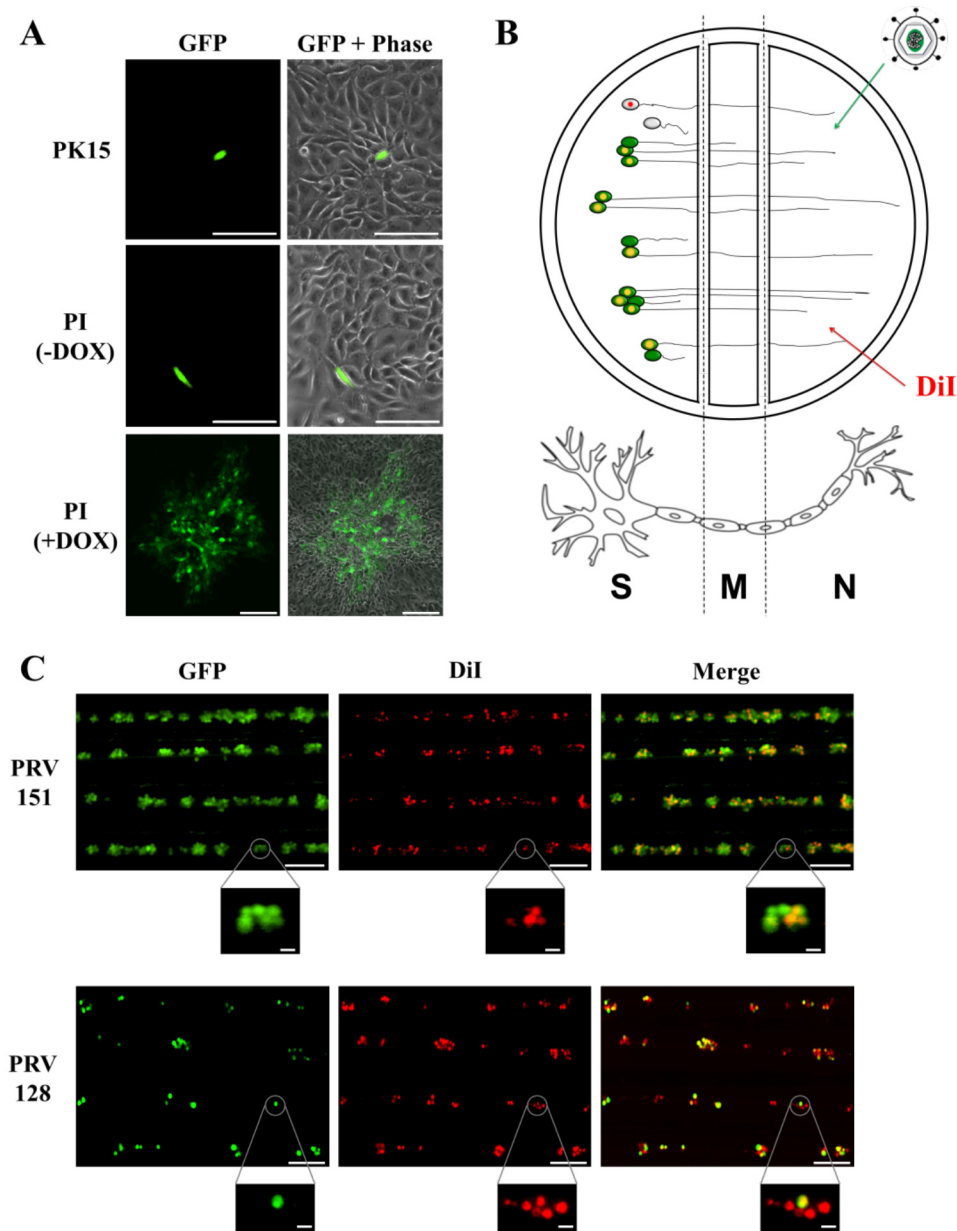 A
GFP
GFP + Phase
PK15
PI
(-DOX)
PI
(+DOX)
B
DiI
S
M
N
C
GFP
DiI
Merge
PRV
151
PRV
128